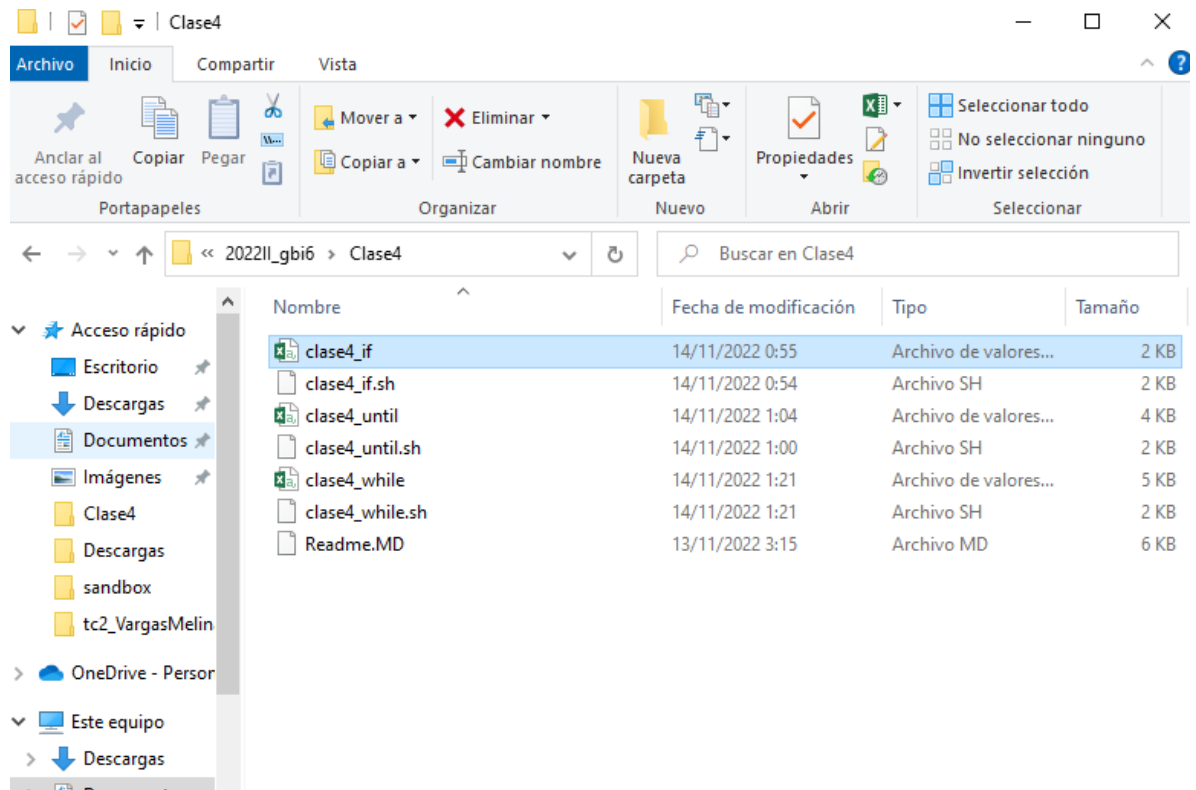 Clase4
Archivo Inicio Compartir Vista
Anclar al acceso rápido
Copiar
Pegar
Mover a
Copiar a
Eliminar
Cambiar nombre
Nueva carpeta
Propiedades
Seleccionar todo
No seleccionar ninguno
Invertir selección
Portapapeles Organizar Nuevo Abrir Seleccionar
« 2022II_gbi6 > Clase4
Buscar en Clase4
Nombre Fecha de modificación Tipo Tamaño
clase4_if 14/11/2022 0:55 Archivo de valores... 2 KB
clase4_if.sh 14/11/2022 0:54 Archivo SH 2 KB
clase4_until 14/11/2022 1:04 Archivo de valores... 4 KB
clase4_until.sh 14/11/2022 1:00 Archivo SH 2 KB
clase4_while 14/11/2022 1:21 Archivo de valores... 5 KB
clase4_while.sh 14/11/2022 1:21 Archivo SH 2 KB
Readme.MD 13/11/2022 3:15 Archivo MD 6 KB
Acceso rápido
Escritorio
Descargas
Documentos
Imágenes
Clase4
Descargas
sandbox
tc2_VargasMelin
OneDrive - Person
Este equipo
Descargas